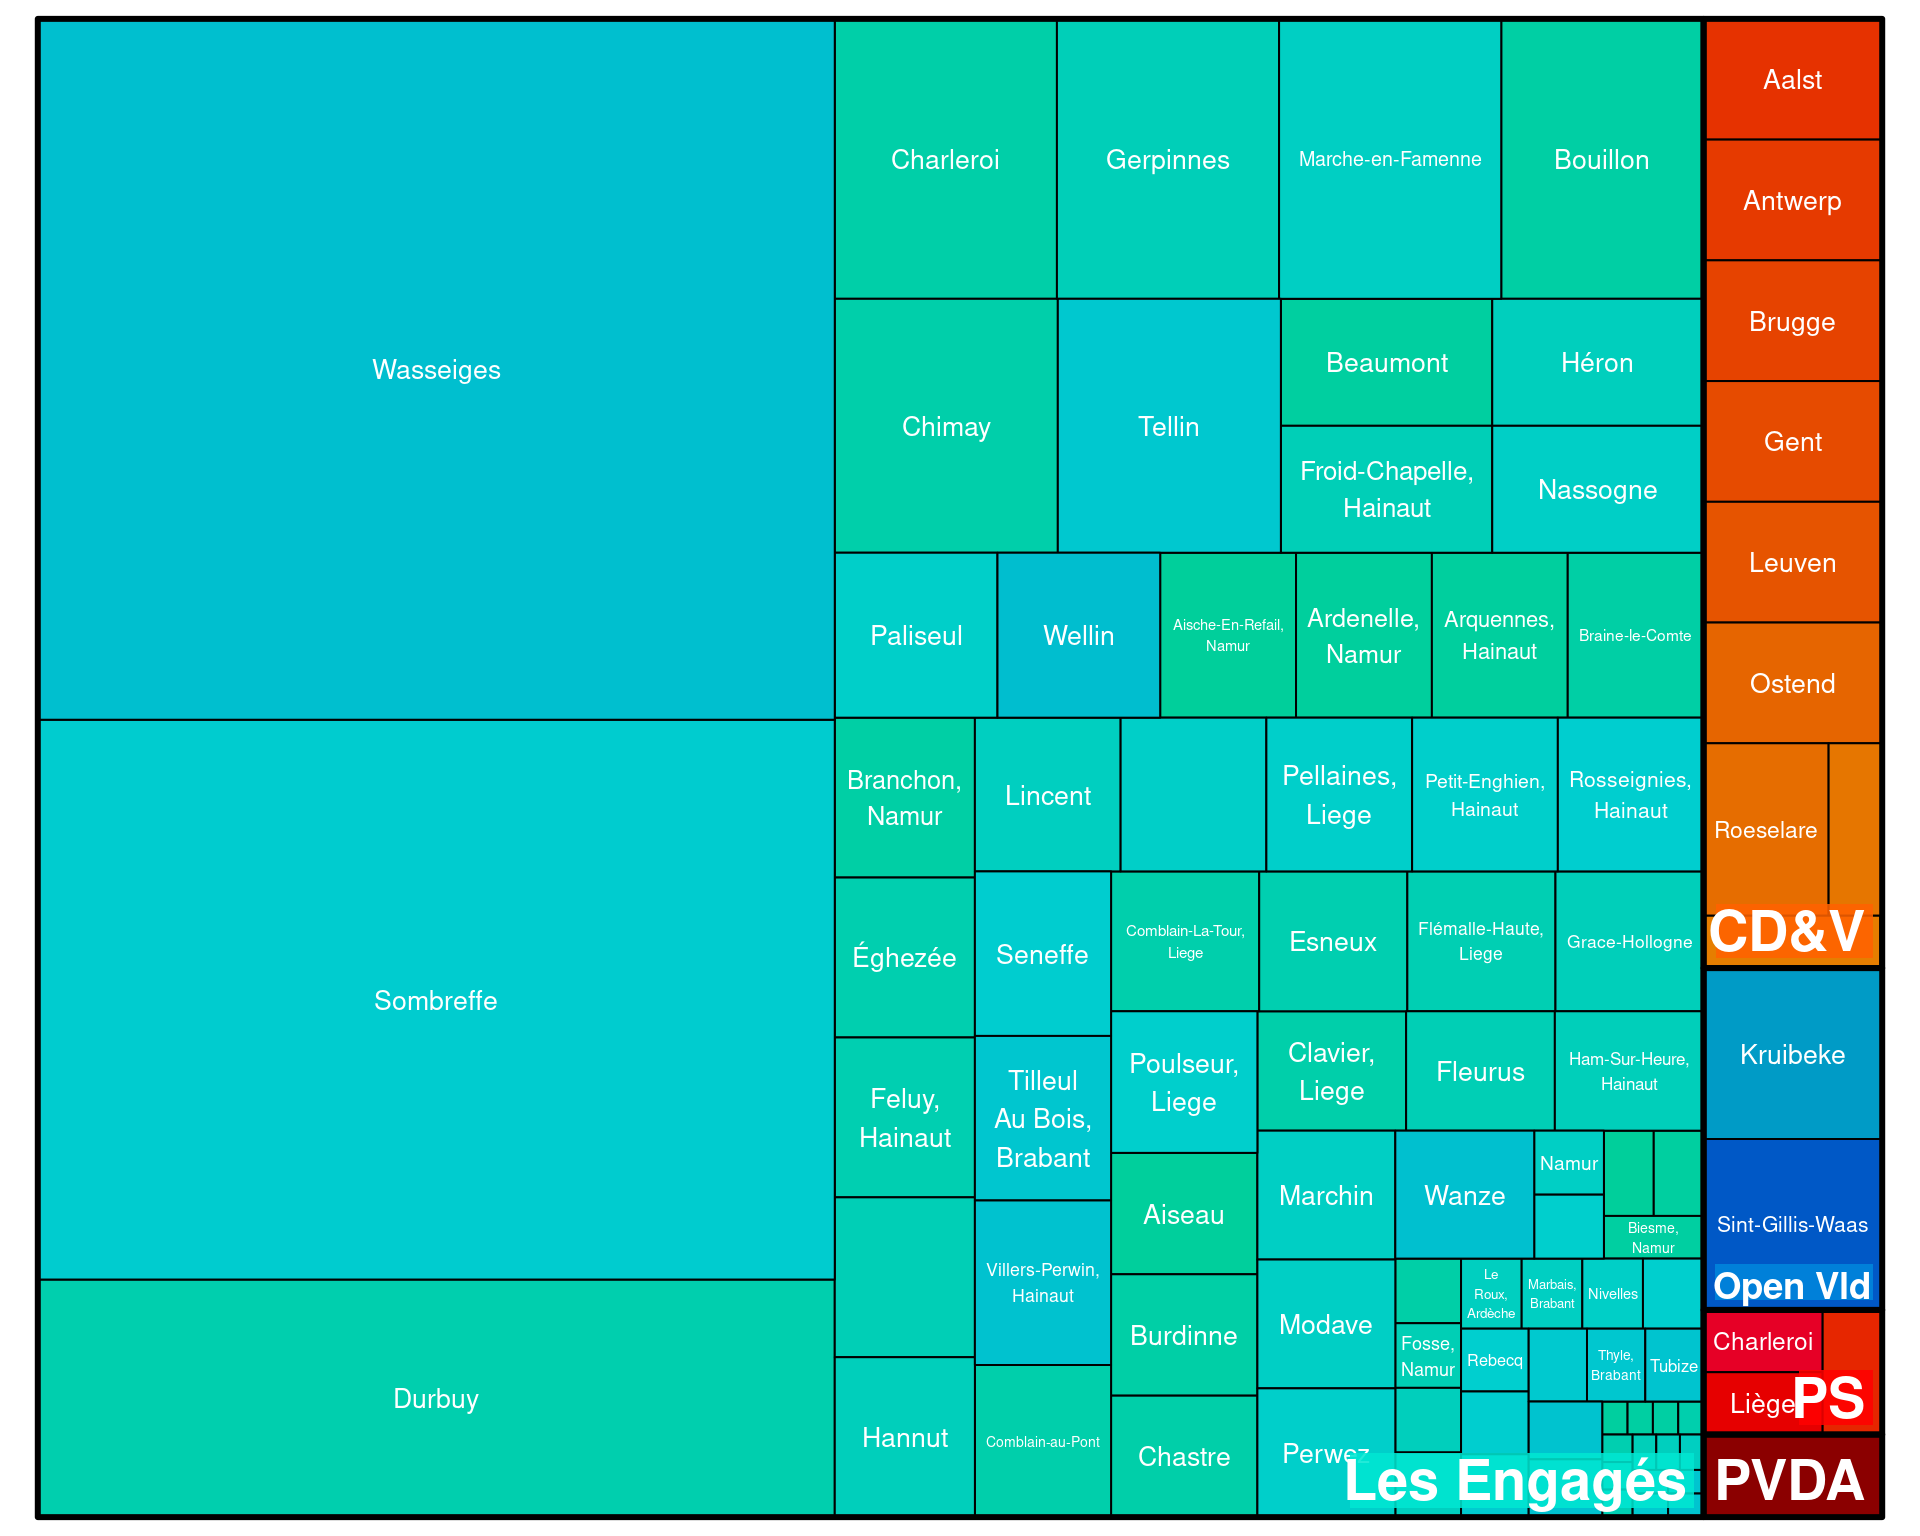 Wasseiges
Sombreffe
Durbuy
Charleroi
Gerpinnes
Marche-en-Famenne
Bouillon
Chimay
Tellin
Beaumont
Héron
Froid-Chapelle,
Hainaut
Nassogne
Paliseul
Wellin
Aische-En-Refail,
Namur
Ardenelle,
Namur
Arquennes,
Hainaut
Braine-le-Comte
Branchon,
Namur
Lincent
Pellaines,
Liege
Petit-Enghien,
Hainaut
Rosseignies,
Hainaut
Éghezée
Seneffe
Comblain-La-Tour,
Liege
Esneux
Flémalle-Haute,
Liege
Grace-Hollogne
Feluy,
Hainaut
Tilleul
Au Bois,
Brabant
Poulseur,
Liege
Clavier,
Liege
Fleurus
Ham-Sur-Heure,
Hainaut
Aiseau
Marchin
Wanze
Namur
Biesme,
Namur
Villers-Perwin,
Hainaut
Burdinne
Modave
Le
Roux,
Ardèche
Marbais,
Brabant
Nivelles
Fosse,
Namur
Rebecq
Thyle,
Brabant
Tubize
Hannut
Comblain-au-Pont
Chastre
Perwez
Les Engagés
Aalst
Antwerp
Brugge
Gent
Leuven
Ostend
Roeselare
CD&V
Kruibeke
Sint-Gillis-Waas
Open Vld
Charleroi
Liège
PS
PVDA